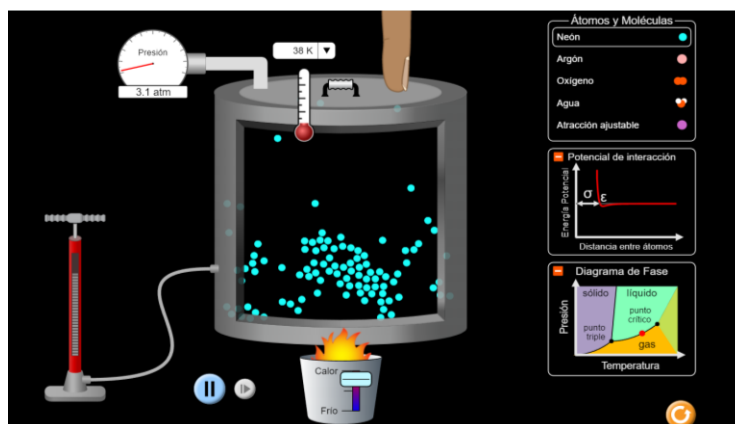 Presión
3.1 atm
38 K
Átomos y Moléculas
Neón
Argón
Oxígeno
Agua
Atracción ajustable
Potencial de interacción
Energía Potencial
σ
ε
Distancia entre átomos
Diagrama de Fase
Presión
sólido
líquido
punto
crítico
punto
triple
gas
Temperatura
Calor
Frío